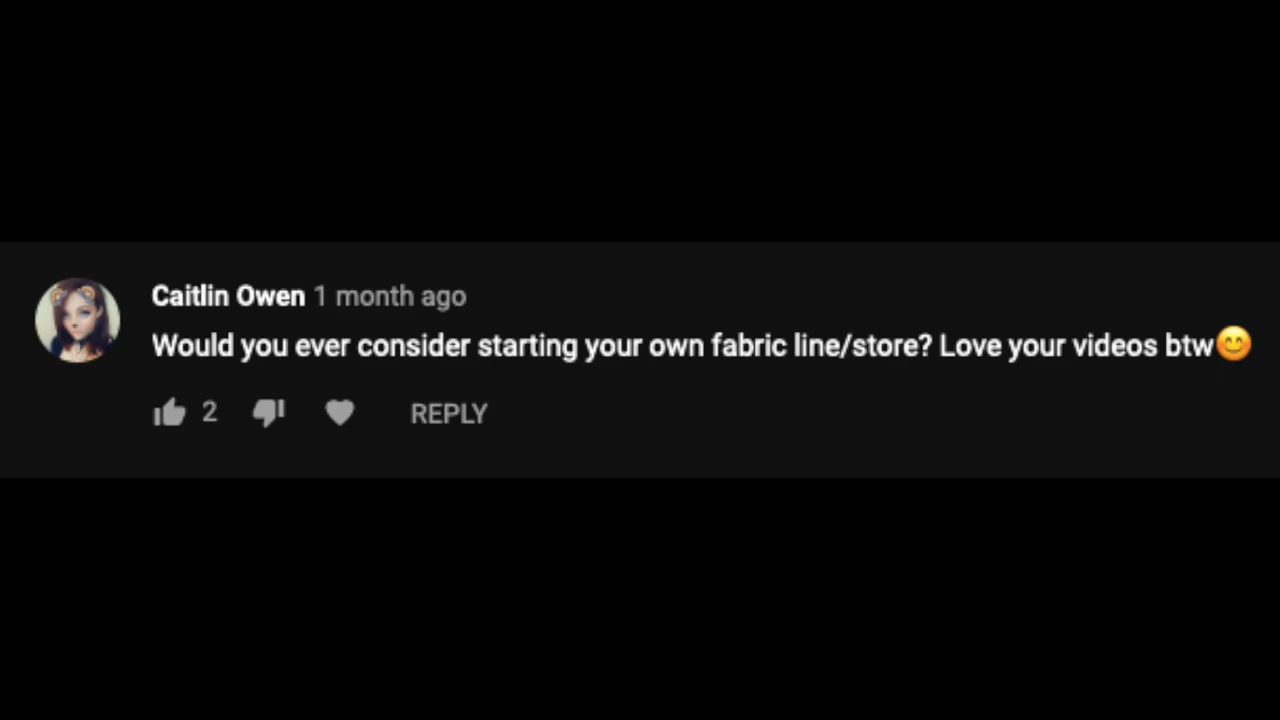 Caitlin Owen 1 month ago
Would you ever consider starting your own fabric line/store? Love your videos btw😊
2 REPLY